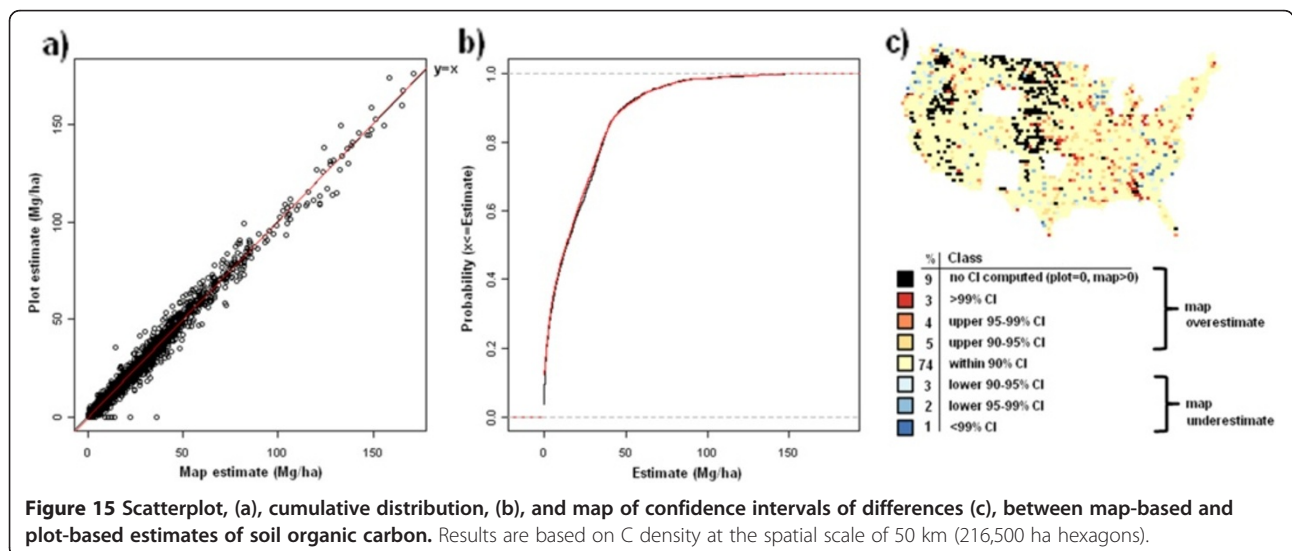 a)
y=x
Plot estimate (Mg/ha)
150
100
50
0
0 50 100 150
Map estimate (Mg/ha)
b)
Probability (x<=Estimate)
1.0
0.8
0.6
0.4
0.2
0.0
0 50 100 150
Estimate (Mg/ha)
c)
% Class
9 no CI computed (plot=0, map>0)
3 >99% CI
4 upper 95-99% CI
5 upper 90-95% CI
74 within 90% CI
3 lower 90-95% CI
2 lower 95-99% CI
1 <99% CI
map
overestimate
map
underestimate
Figure 15 Scatterplot, (a), cumulative distribution, (b), and map of confidence intervals of differences (c), between map-based and
plot-based estimates of soil organic carbon. Results are based on C density at the spatial scale of 50 km (216,500 ha hexagons).